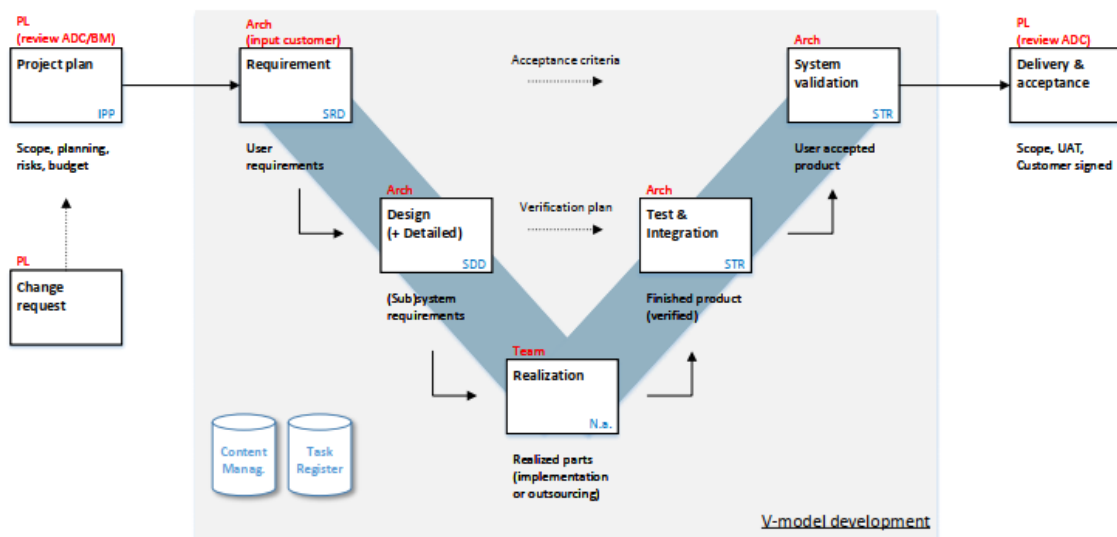 PL
(review ADC/BM)
Project plan
IPP
Scope, planning,
risks, budget
PL
Change
request
Arch
(input customer)
Requirement
SRD
User
requirements
Acceptance criteria
Arch
System
validation
STR
User accepted
product
PL
(review ADC)
Delivery &
acceptance
Scope, UAT,
Customer signed
Arch
Design
(+ Detailed)
SDD
(Sub)system
requirements
Verification plan
Arch
Test &
Integration
STR
Finished product
(verified)
Team
Realization
N.a.
Realized parts
(implementation
or outsourcing)
Content
Manag.
Task
Register
V-model development